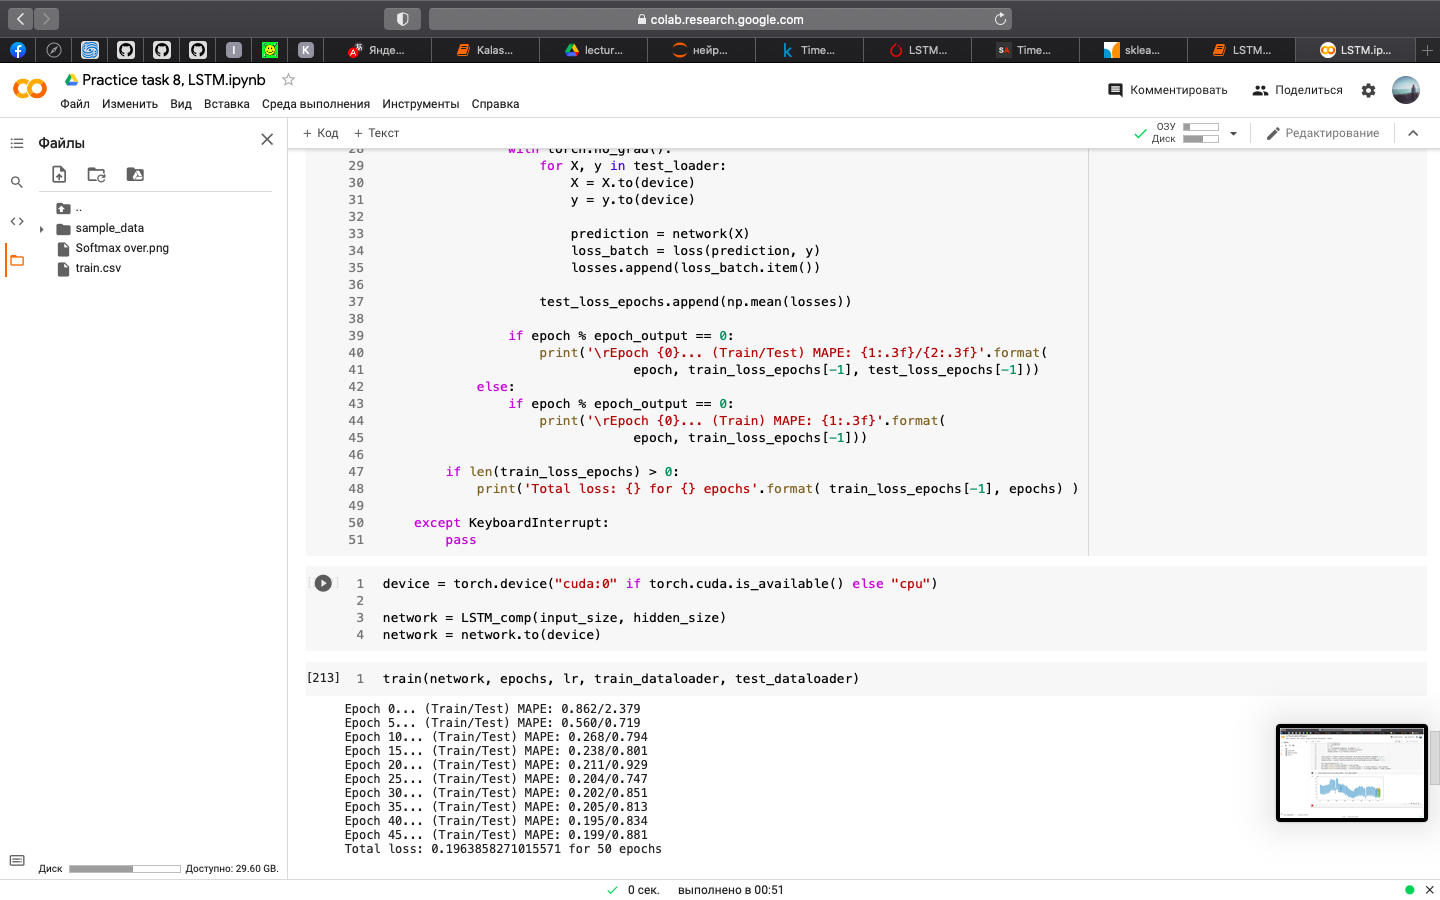 colab.research.google.com
I
K
Янде...
Kalas...
lectur...
нейр...
Time...
LSTM...
SA
Time...
sklea...
LSTM...
LSTM.ip...
Practice task 8, LSTM.ipynb
Файл Изменить Вид Вставка Среда выполнения Инструменты Справка
Комментировать
Поделиться
Файлы
..
sample_data
Softmax over.png
train.csv
Диск
Доступно: 29.60 GB.
+ Код + Текст
ОЗУ
Диск
Редактирование
28 with torch.no_grad():
29 for X, y in test_loader:
30 X = X.to(device)
31 y = y.to(device)
32
33 prediction = network(X)
34 loss_batch = loss(prediction, y)
35 losses.append(loss_batch.item())
36
37 test_loss_epochs.append(np.mean(losses))
38
39 if epoch % epoch_output == 0:
40 print('\rEpoch {0}... (Train/Test) MAPE: {1:.3f}/{2:.3f}'.format(
41 epoch, train_loss_epochs[-1], test_loss_epochs[-1]))
42 else:
43 if epoch % epoch_output == 0:
44 print('\rEpoch {0}... (Train) MAPE: {1:.3f}'.format(
45 epoch, train_loss_epochs[-1]))
46
47 if len(train_loss_epochs) > 0:
48 print('Total loss: {} for {} epochs'.format( train_loss_epochs[-1], epochs) )
49
50 except KeyboardInterrupt:
51 pass
1 device = torch.device("cuda:0" if torch.cuda.is_available() else "cpu")
2
3 network = LSTM_comp(input_size, hidden_size)
4 network = network.to(device)
[213] 1 train(network, epochs, lr, train_dataloader, test_dataloader)
Epoch 0... (Train/Test) MAPE: 0.862/2.379
Epoch 5... (Train/Test) MAPE: 0.560/0.719
Epoch 10... (Train/Test) MAPE: 0.268/0.794
Epoch 15... (Train/Test) MAPE: 0.238/0.801
Epoch 20... (Train/Test) MAPE: 0.211/0.929
Epoch 25... (Train/Test) MAPE: 0.204/0.747
Epoch 30... (Train/Test) MAPE: 0.202/0.851
Epoch 35... (Train/Test) MAPE: 0.205/0.813
Epoch 40... (Train/Test) MAPE: 0.195/0.834
Epoch 45... (Train/Test) MAPE: 0.199/0.881
Total loss: 0.1963858271015571 for 50 epochs
0 сек. выполнено в 00:51